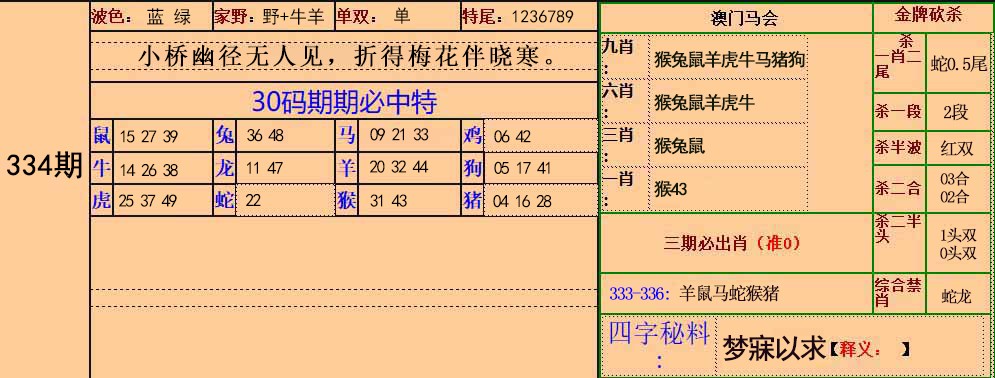 334期
波色： 蓝 绿 家野：野+牛羊 单双： 单 特尾：1236789
小桥幽径无人见，折得梅花伴晓寒。
30码期期必中特
鼠 15 27 39 兔 36 48 马 09 21 33 鸡 06 42
牛 14 26 38 龙 11 47 羊 20 32 44 狗 05 17 41
虎 25 37 49 蛇 22 猴 31 43 猪 04 16 28
澳门马会
九肖：猴兔鼠羊虎牛马猪狗
六肖：猴兔鼠羊虎牛
三肖：猴兔鼠
一肖：猴43
三期必出肖（准0）
333-336: 羊鼠马蛇猴猪
金牌砍杀
杀一肖二尾 蛇0.5尾
杀一段 2段
杀半波 红双
杀二合 03合
02合
杀二半头 1头双
0头双
综合禁肖 蛇龙
四字秘料： 梦寐以求【释义： 】